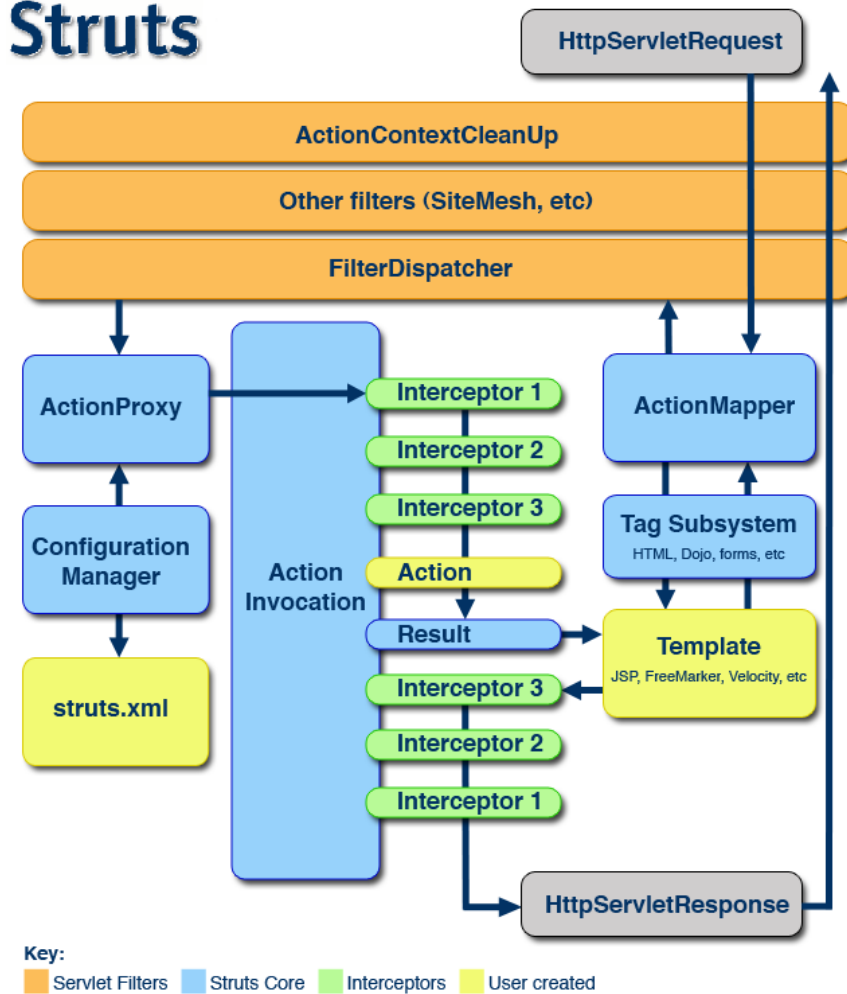 Struts
HttpServletRequest
ActionContextCleanUp
Other filters (SiteMesh, etc)
FilterDispatcher
ActionProxy
Interceptor 1
ActionMapper
Interceptor 2
Interceptor 3
Tag Subsystem
HTML, Dojo, forms, etc
Configuration
Manager
Action
Invocation
Action
Result
Template
JSP, FreeMarker, Velocity, etc
struts.xml
Interceptor 3
Interceptor 2
Interceptor 1
HttpServletResponse
Key:
Servlet Filters
Struts Core
Interceptors
User created